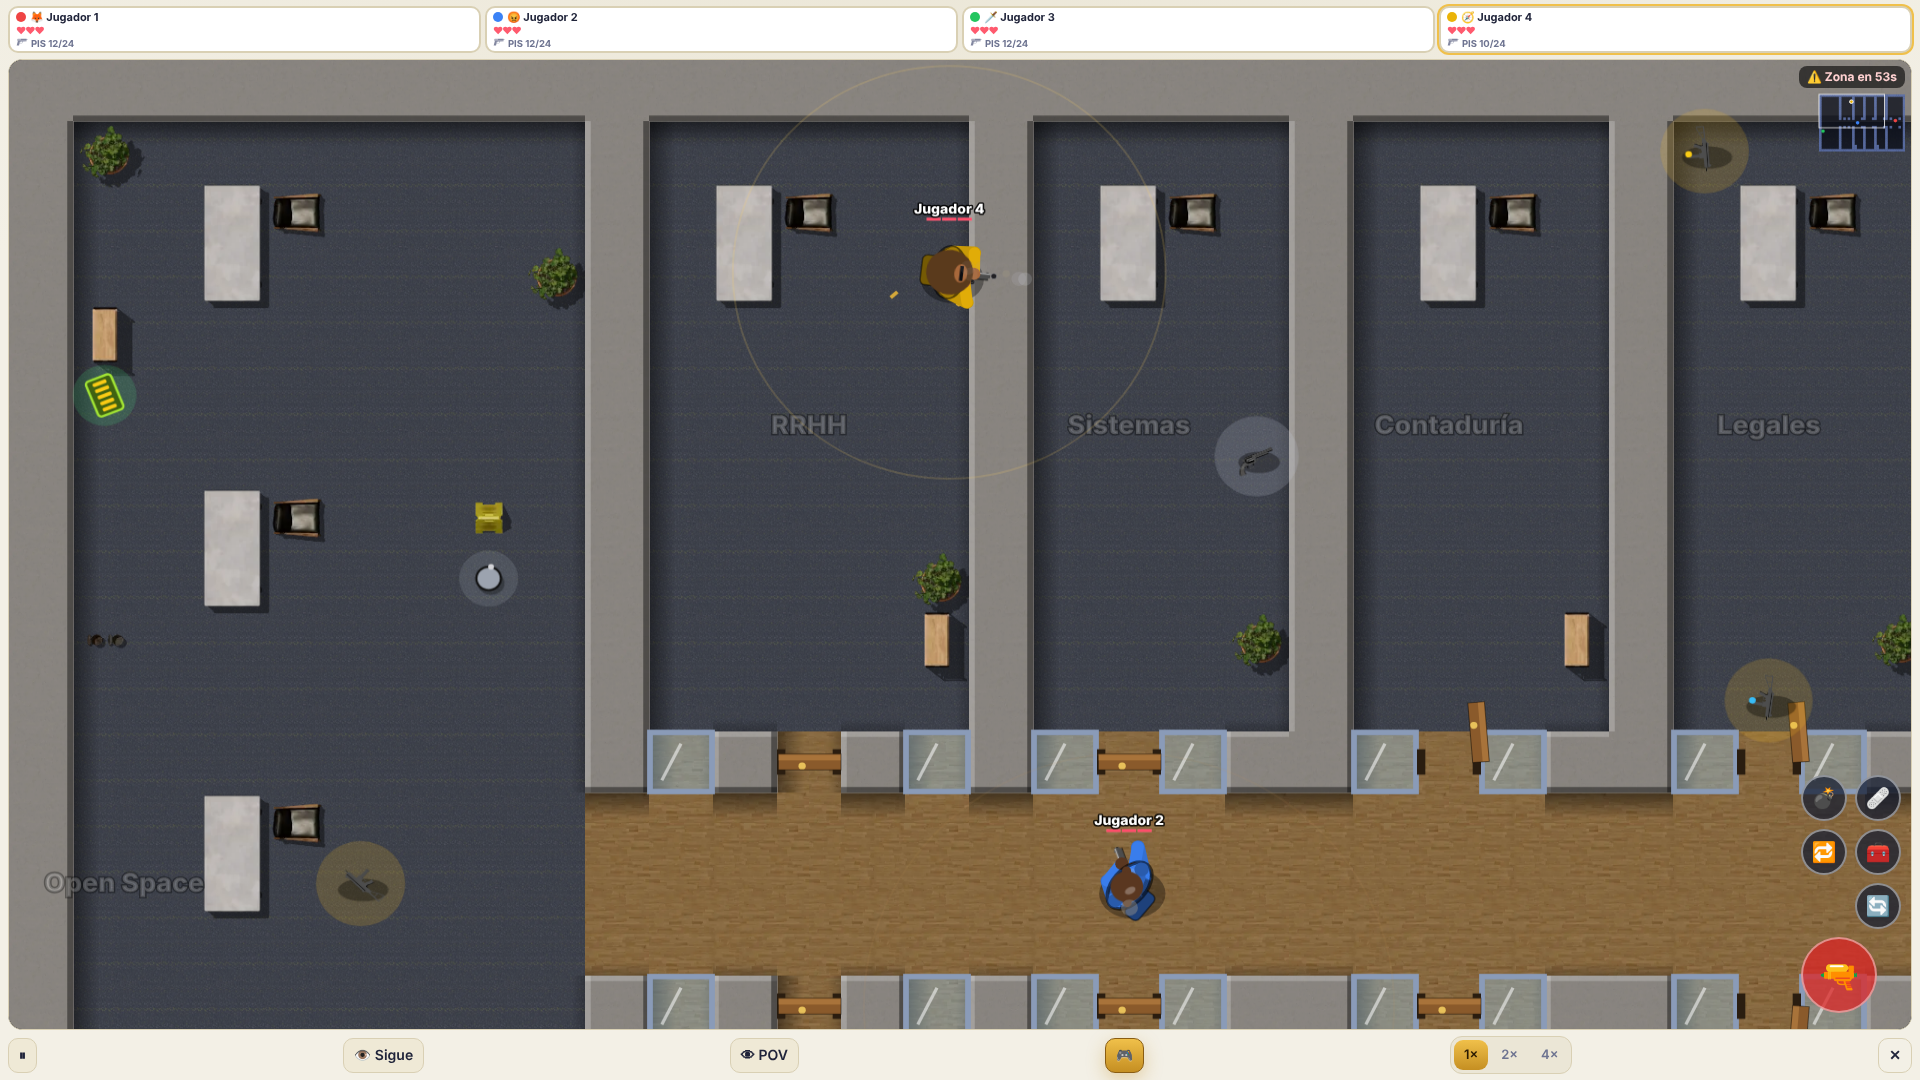 Jugador 1
PIS 12/24
Jugador 2
PIS 12/24
Jugador 3
PIS 12/24
Jugador 4
PIS 10/24
Zona en 53s
Jugador 4
RRHH
Sistemas
Contaduría
Legales
Jugador 2
Open Space
Sigue
POV
1×
2×
4×
×